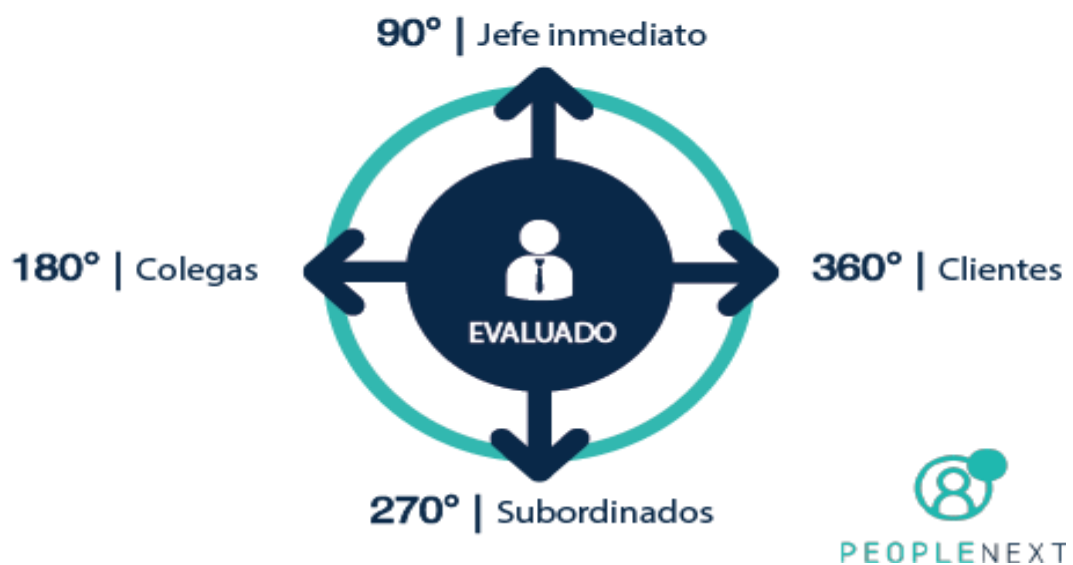 90° | Jefe inmediato
180° | Colegas
360° | Clientes
EVALUADO
270° | Subordinados
PEOPLENEXT